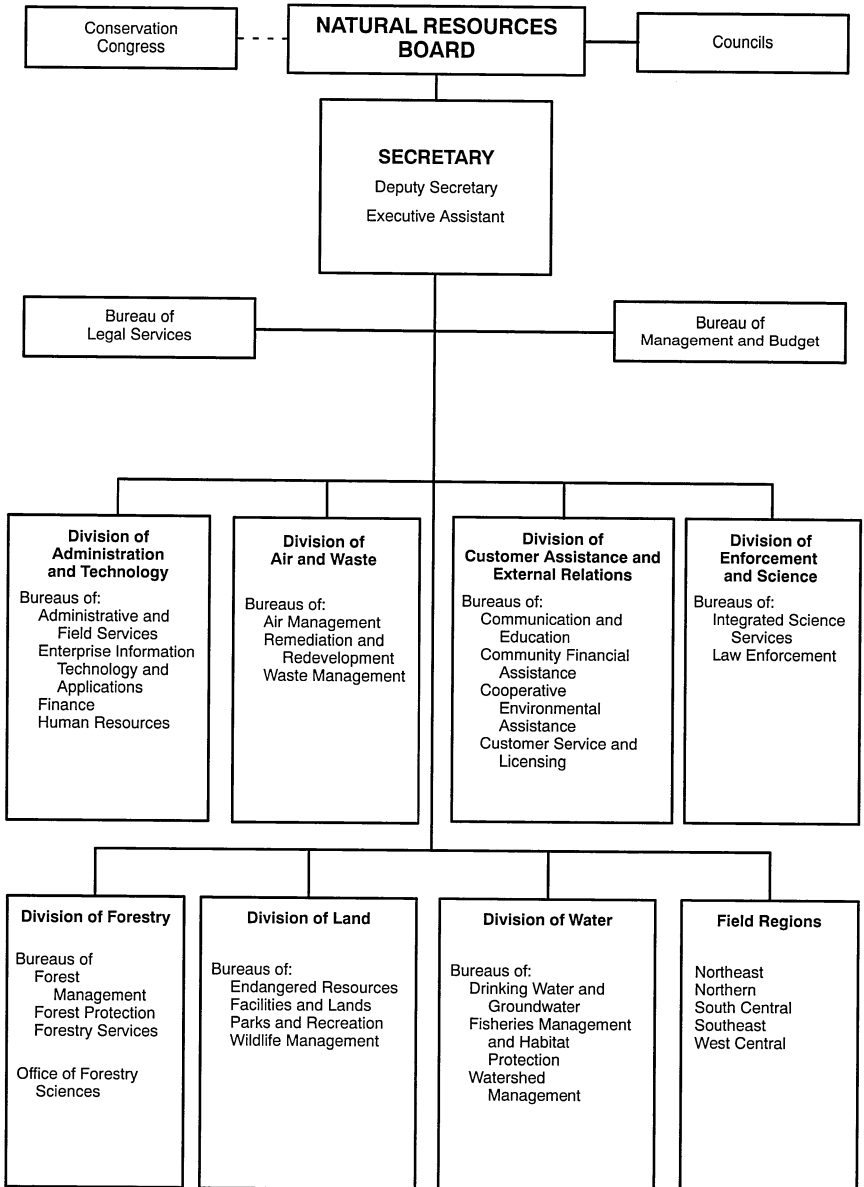 Conservation
Congress
NATURAL RESOURCES
BOARD
Councils
SECRETARY
Deputy Secretary
Executive Assistant
Bureau of
Legal Services
Bureau of
Management and Budget
Division of
Administration
and Technology
Bureaus of:
Administrative and
Field Services
Enterprise Information
Technology and
Applications
Finance
Human Resources
Division of
Air and Waste
Bureaus of:
Air Management
Remediation and
Redevelopment
Waste Management
Division of
Customer Assistance and
External Relations
Bureaus of:
Communication and
Education
Community Financial
Assistance
Cooperative
Environmental
Assistance
Customer Service and
Licensing
Division of
Enforcement
and Science
Bureaus of:
Integrated Science
Services
Law Enforcement
Division of Forestry
Bureaus of
Forest
Management
Forest Protection
Forestry Services
Office of Forestry
Sciences
Division of Land
Bureaus of:
Endangered Resources
Facilities and Lands
Parks and Recreation
Wildlife Management
Division of Water
Bureaus of:
Drinking Water and
Groundwater
Fisheries Management
and Habitat
Protection
Watershed
Management
Field Regions
Northeast
Northern
South Central
Southeast
West Central